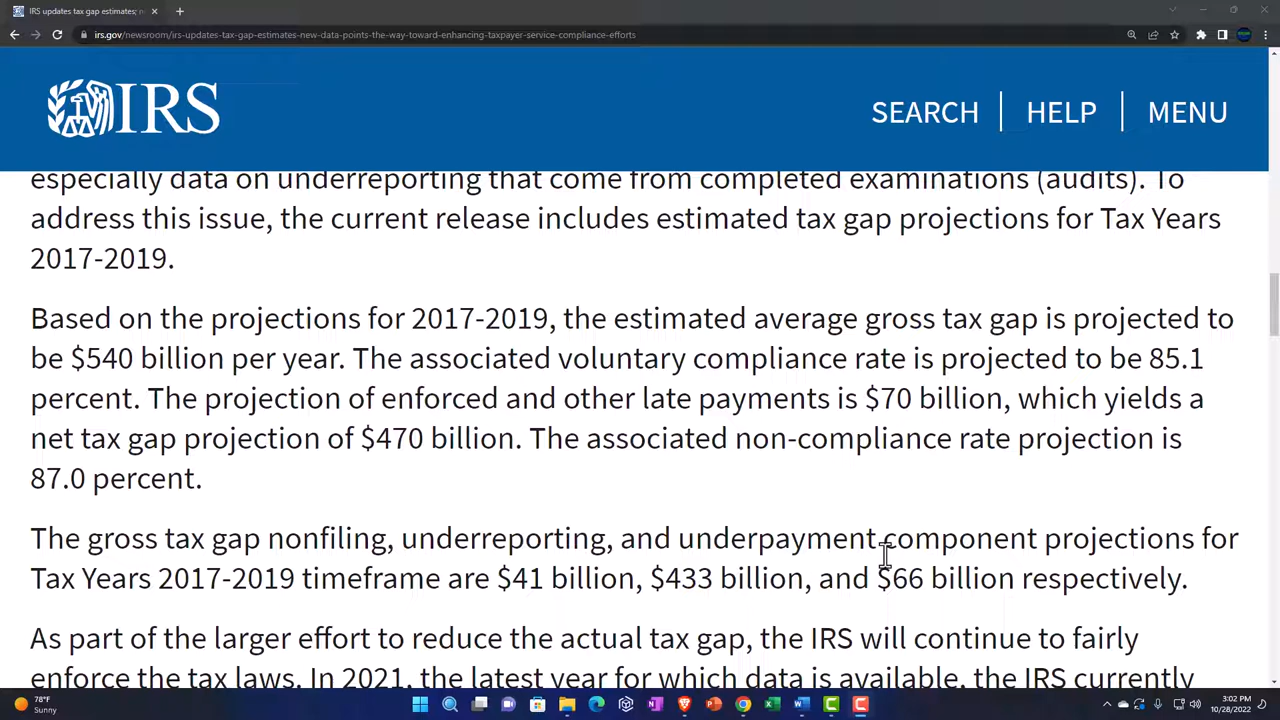 IRS updates tax gap estimates; n
irs.gov/newsroom/irs-updates-tax-gap-estimates-new-data-points-the-way-toward-enhancing-taxpayer-service-compliance-efforts
IRS
SEARCH
HELP
MENU
especially data on underreporting that come from completed examinations (audits). To
address this issue, the current release includes estimated tax gap projections for Tax Years
2017-2019.
Based on the projections for 2017-2019, the estimated average gross tax gap is projected to
be $540 billion per year. The associated voluntary compliance rate is projected to be 85.1
percent. The projection of enforced and other late payments is $70 billion, which yields a
net tax gap projection of $470 billion. The associated non-compliance rate projection is
87.0 percent.
The gross tax gap nonfiling, underreporting, and underpayment component projections for
Tax Years 2017-2019 timeframe are $41 billion, $433 billion, and $66 billion respectively.
As part of the larger effort to reduce the actual tax gap, the IRS will continue to fairly
enforce the tax laws. In 2021, the latest year for which data is available, the IRS currently
78°F
Sunny
3:02 PM
10/28/2022